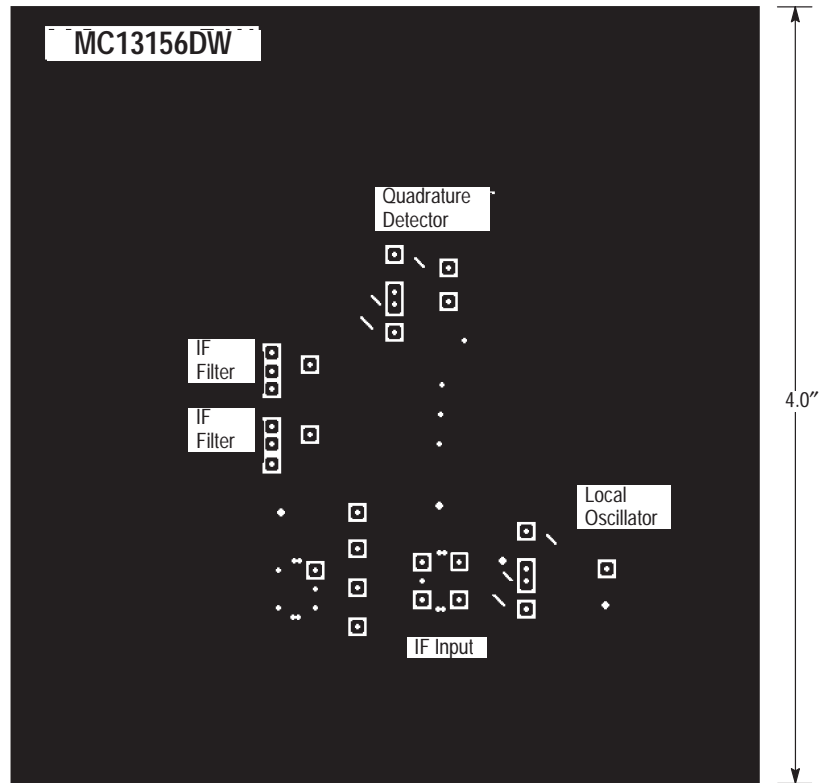 MC13156DW
Quadrature
Detector
IF
Filter
IF
Filter
4.0″
Local
Oscillator
IF Input